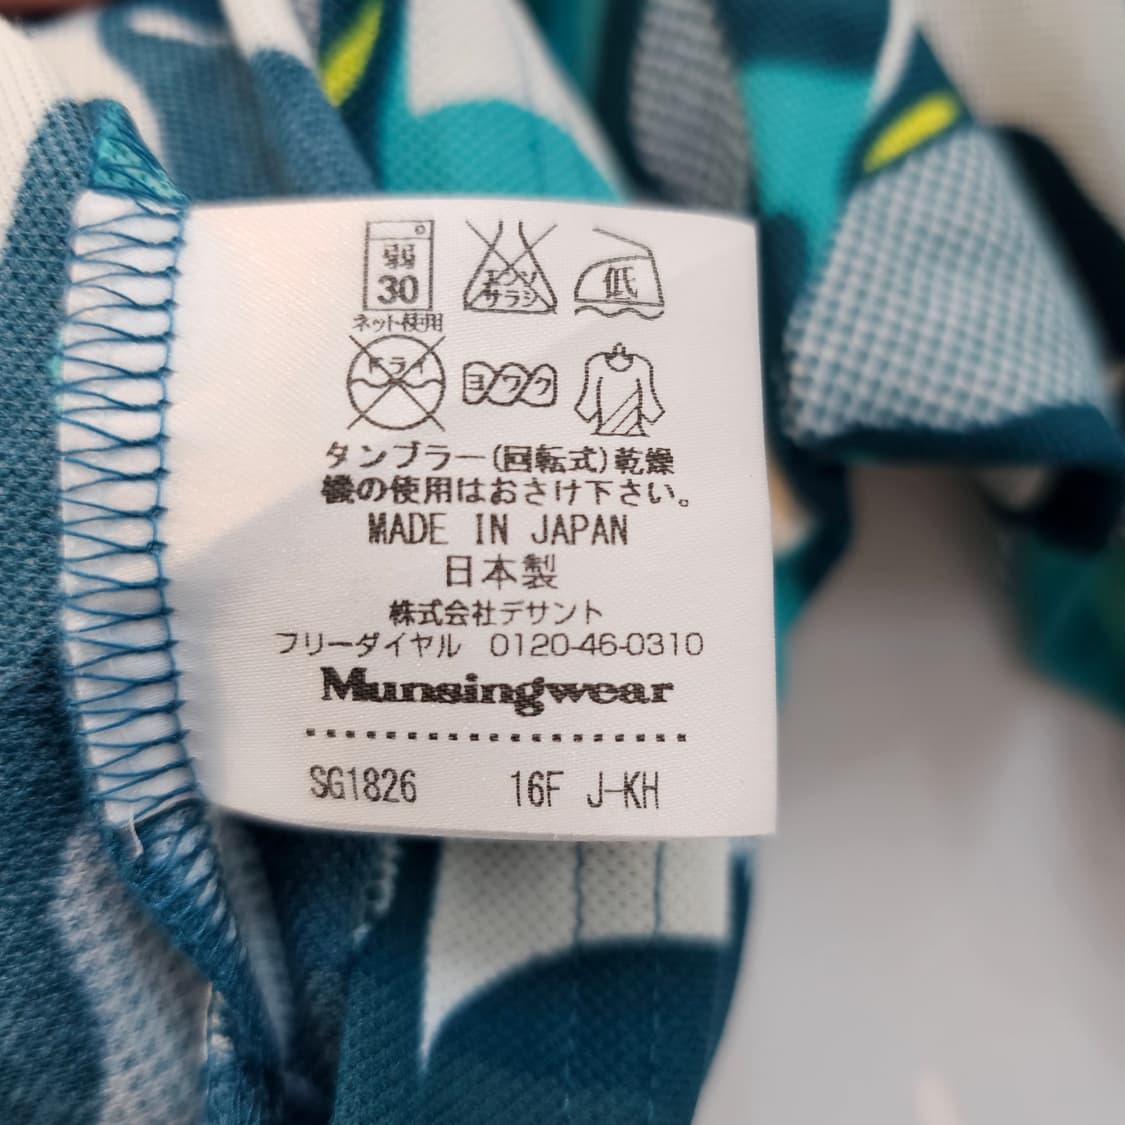 弱
30
ネット使用
エンソ
サラシ
低
ドライ
ヨワク
タンブラー(回転式)乾燥
機の使用はおさけ下さい。
MADE IN JAPAN
日本製
株式会社デサント
フリーダイヤル 0120-46-0310
Munsingwear
SG1826 16F J-KH